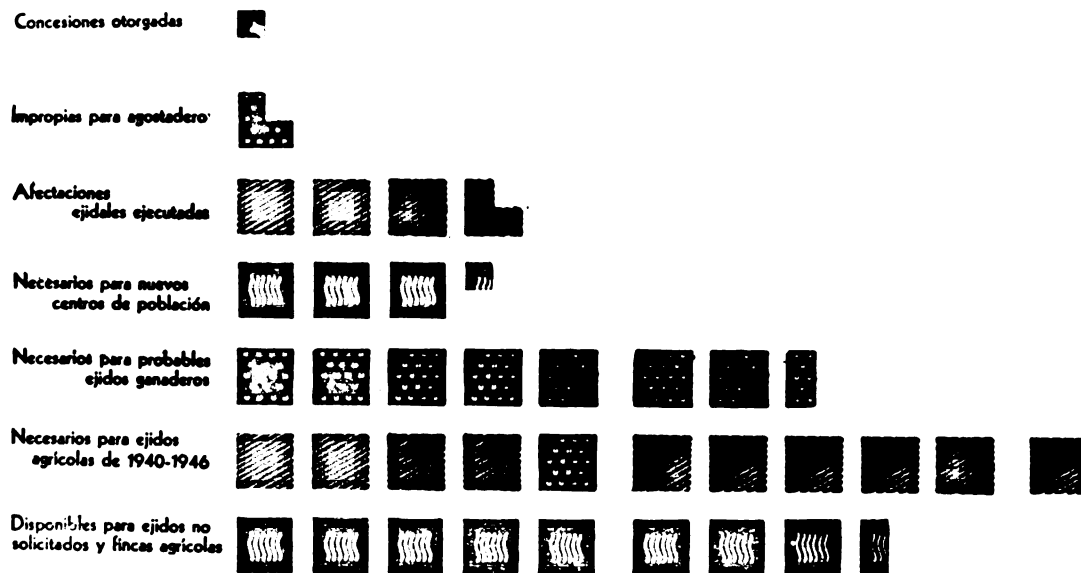 Concesiones otorgadas
Impropias para agostadero
Afectaciones
ejidales ejecutadas
Necesarios para nuevos
centros de población
Necesarios para probables
ejidos ganaderos
Necesarios para ejidos
agrícolas de 1940-1946
Disponibles para ejidos no
solicitados y fincas agrícolas